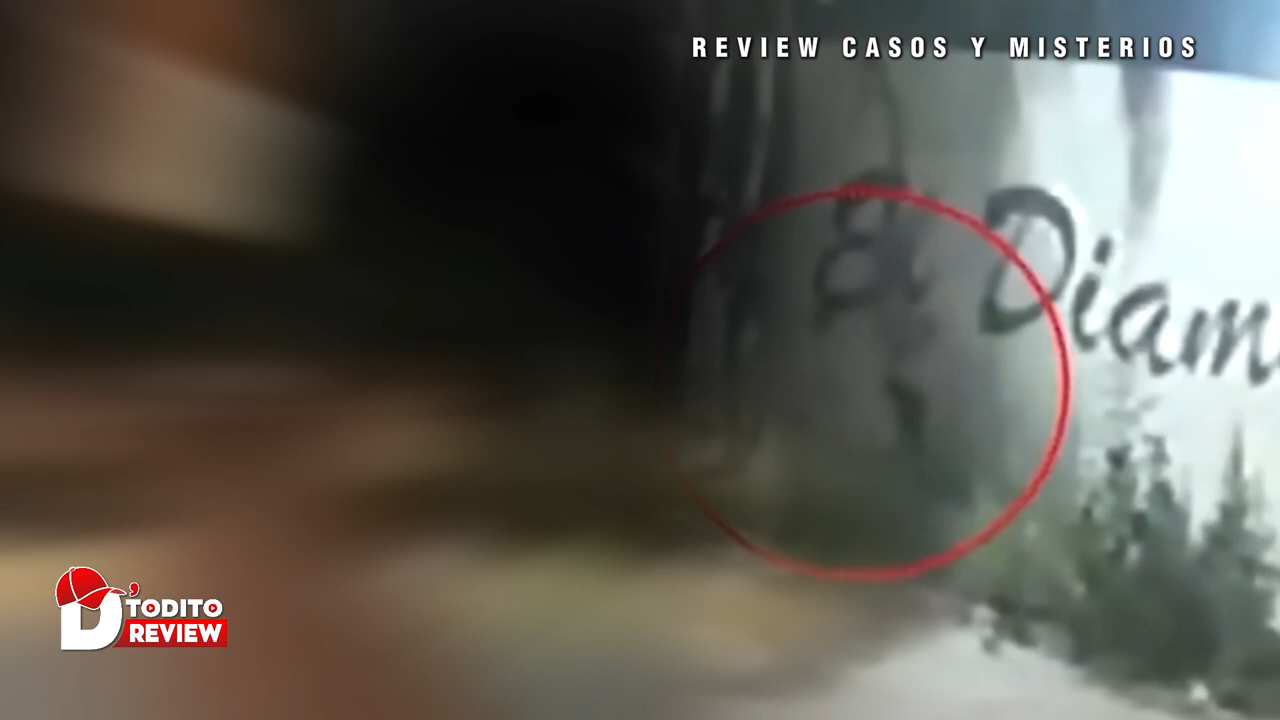 REVIEW CASOS Y MISTERIOS
El Diam
D'
TODITO
REVIEW